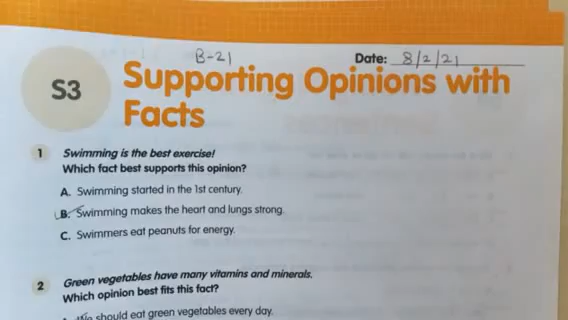 B-21
Date: 8/2/21
S3
Supporting Opinions with
Facts
1 Swimming is the best exercise!
Which fact best supports this opinion?
A. Swimming started in the 1st century.
B. Swimming makes the heart and lungs strong.
C. Swimmers eat peanuts for energy.
2 Green vegetables have many vitamins and minerals.
Which opinion best fits this fact?
should eat green vegetables every day.